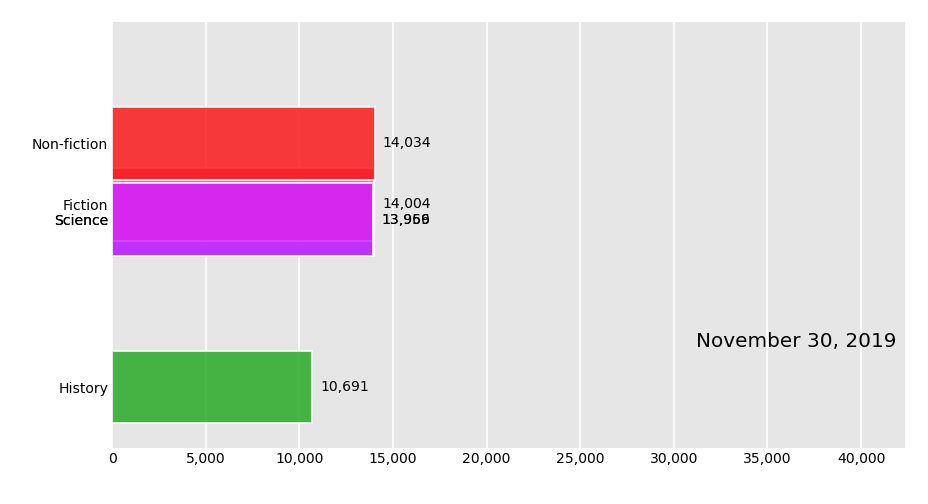 Non-fiction 14,034
Fiction 14,004
Science
November 30, 2019
History 10,691
0 5,000 10,000 15,000 20,000 25,000 30,000 35,000 40,000